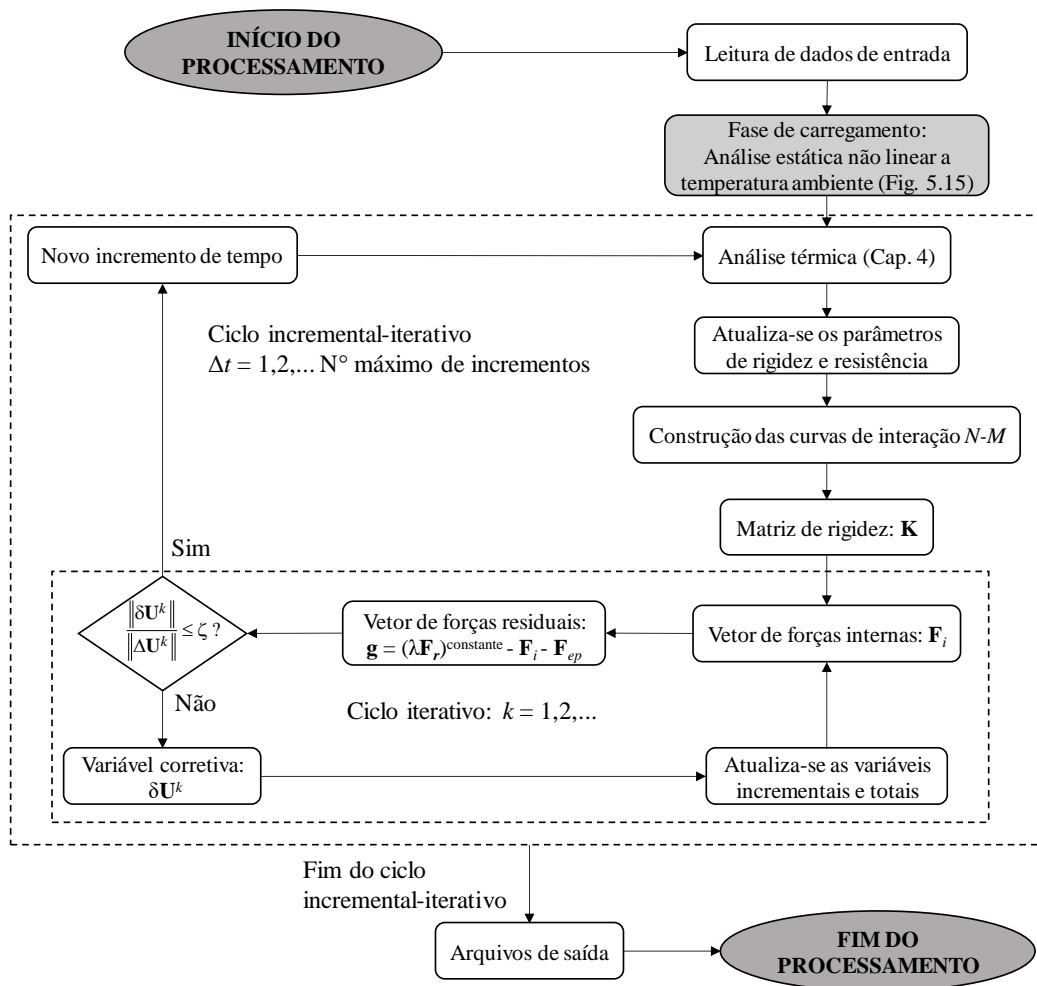 INÍCIO DO
PROCESSAMENTO
Leitura de dados de entrada
Fase de carregamento:
Análise estática não linear a
temperatura ambiente (Fig. 5.15)
Novo incremento de tempo
Análise térmica (Cap. 4)
Ciclo incremental-iterativo
Δt = 1,2,... N° máximo de incrementos
Atualiza-se os parâmetros
de rigidez e resistência
Construção das curvas de interação N-M
Matriz de rigidez: K
Sim
‖δU^k‖ / ‖ΔU^k‖ ≤ ζ ?
Vetor de forças residuais:
g = (λF_r)^constante - F_i - F_ep
Vetor de forças internas: F_i
Não
Ciclo iterativo: k = 1,2,...
Variável corretiva:
δU^k
Atualiza-se as variáveis
incrementais e totais
Fim do ciclo
incremental-iterativo
Arquivos de saída
FIM DO
PROCESSAMENTO